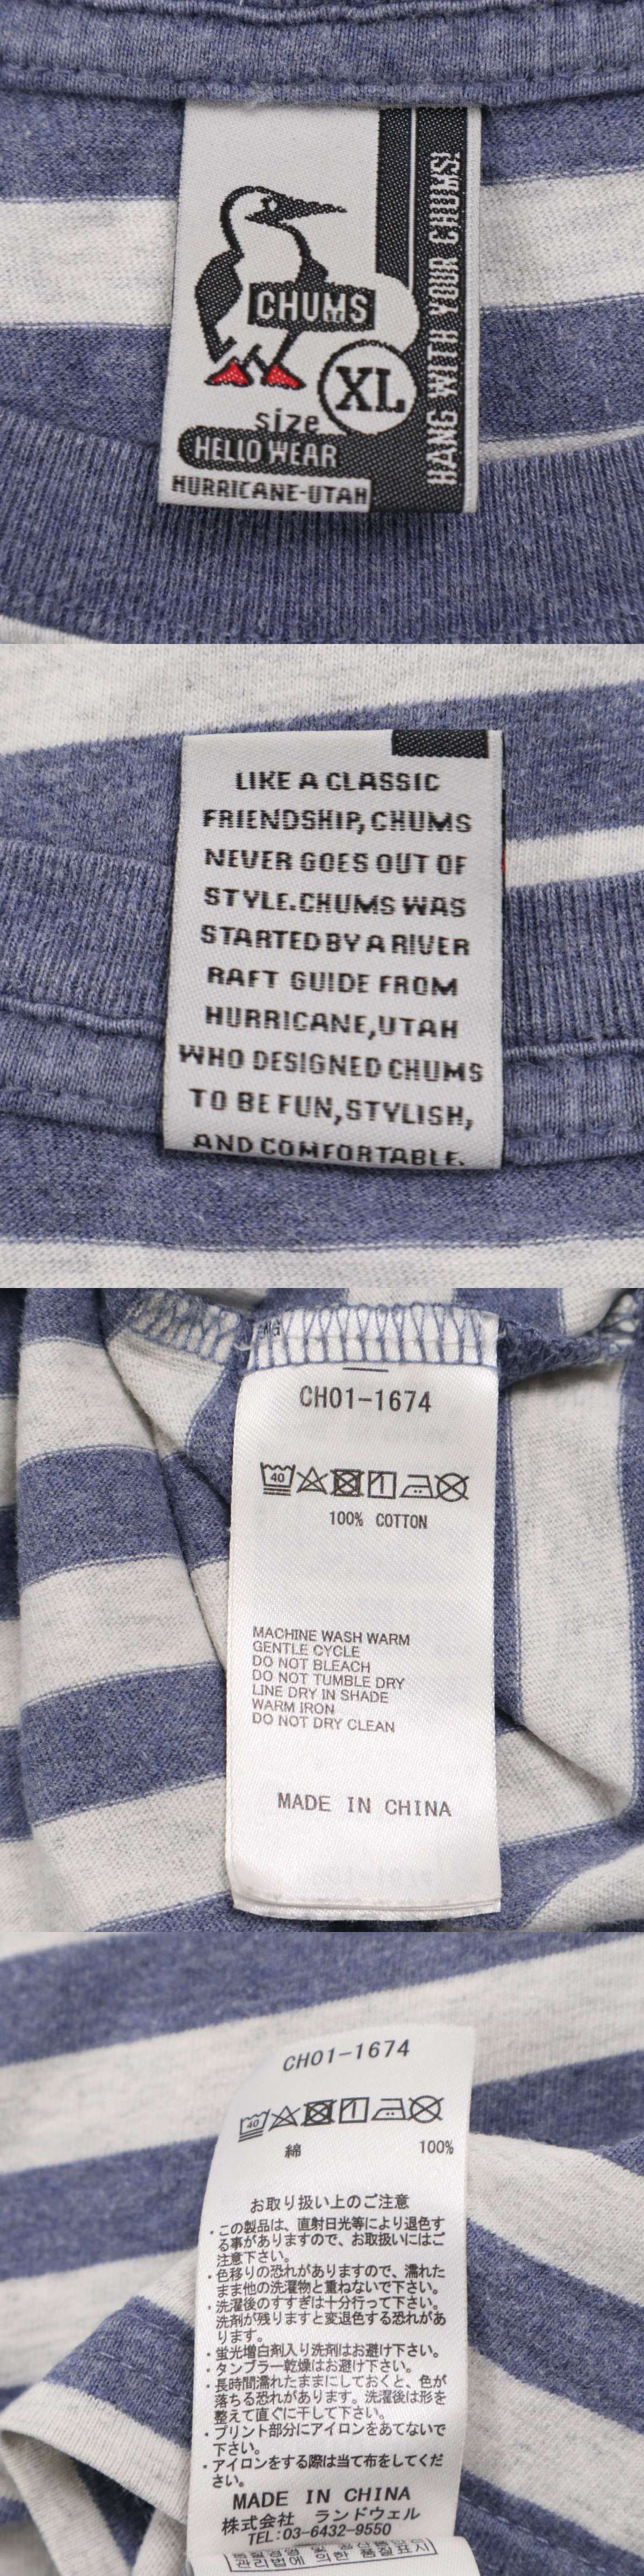 CHUMS
XL
size
HELLO WEAR
HURRICANE-UTAH
HANG WITH YOUR CHUMS!
LIKE A CLASSIC
FRIENDSHIP, CHUMS
NEVER GOES OUT OF
STYLE.CHUMS WAS
STARTED BY A RIVER
RAFT GUIDE FROM
HURRICANE,UTAH
WHO DESIGNED CHUMS
TO BE FUN,STYLISH,
AND COMFORTABLE.
CH01-1674
40
100% COTTON
MACHINE WASH WARM
GENTLE CYCLE
DO NOT BLEACH
DO NOT TUMBLE DRY
LINE DRY IN SHADE
WARM IRON
DO NOT DRY CLEAN
MADE IN CHINA
CH01-1674
40
綿 100%
お取り扱い上のご注意
・この製品は、直射日光等により退色す
る事がありますので、お取扱いにはご
注意下さい。
・色移りの恐れがありますので、濡れた
まま他の洗濯物と重ねないで下さい。
・洗濯後のすすぎは十分行って下さい。
洗剤が残りますと変退色する恐れがあ
ります。
・蛍光増白剤入り洗剤はお避け下さい。
・タンブラー乾燥はお避け下さい。
・長時間濡れたままにしておくと、色が
落ちる恐れがあります。洗濯後は形を
整えて直ぐに干して下さい。
・プリント部分にアイロンをあてないで
下さい。
・アイロンをする際は当て布をしてくだ
さい。
MADE IN CHINA
株式会社 ランドウェル
TEL:03-6432-9550
관리법에 의한 품질표시